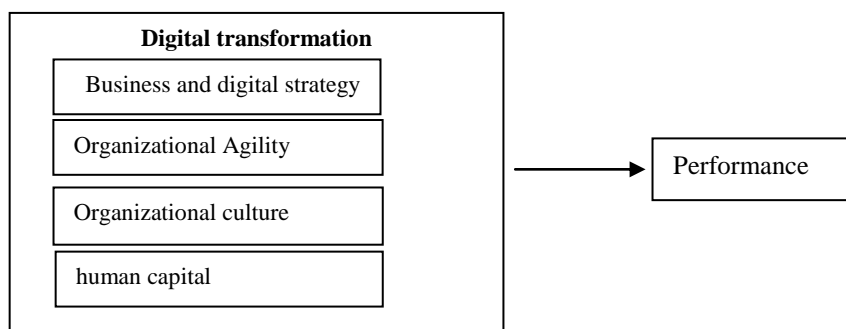 Digital transformation
Business and digital strategy
Organizational Agility
Organizational culture
human capital
Performance